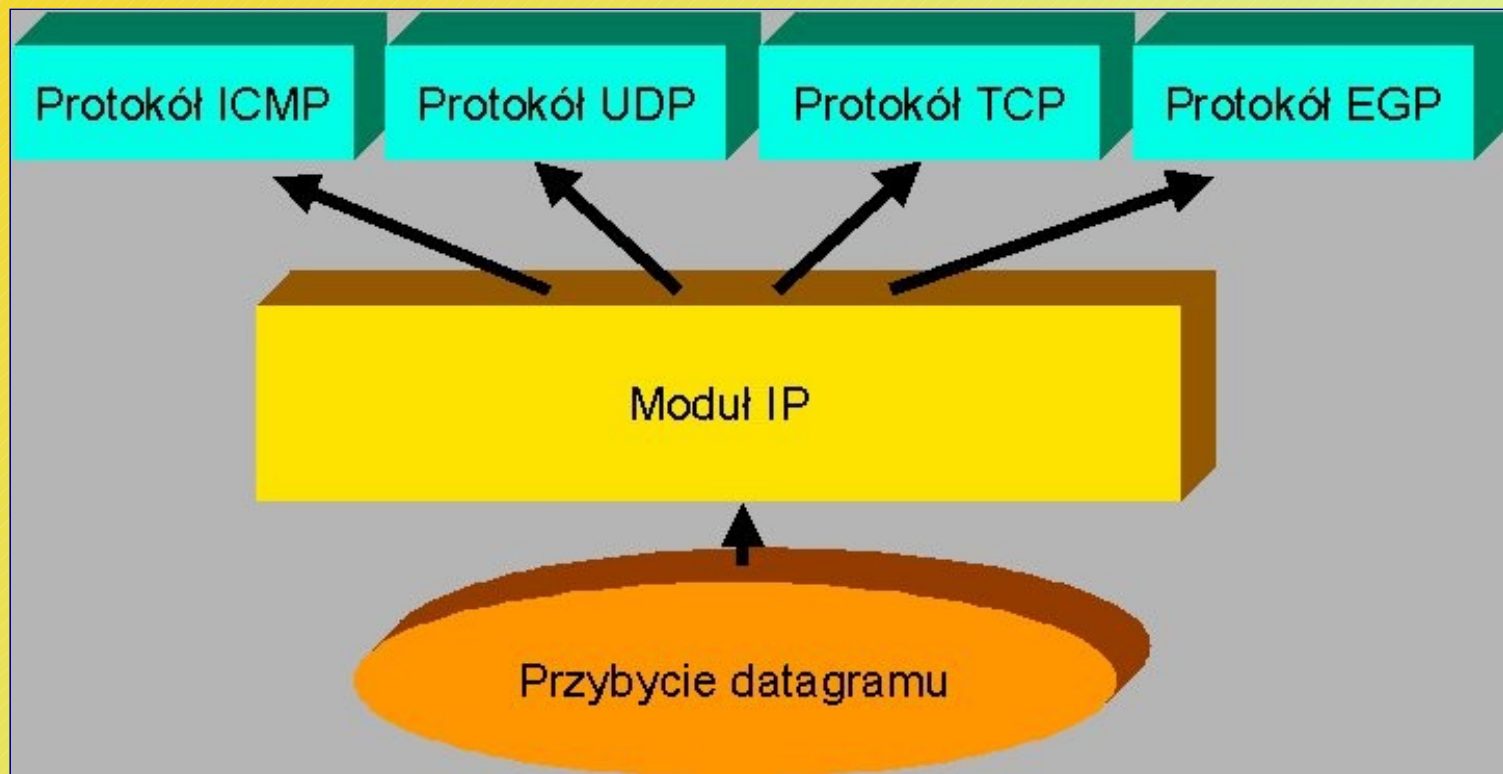 Protokół ICMP
Protokół UDP
Protokół TCP
Protokół EGP
Moduł IP
Przybycie datagramu